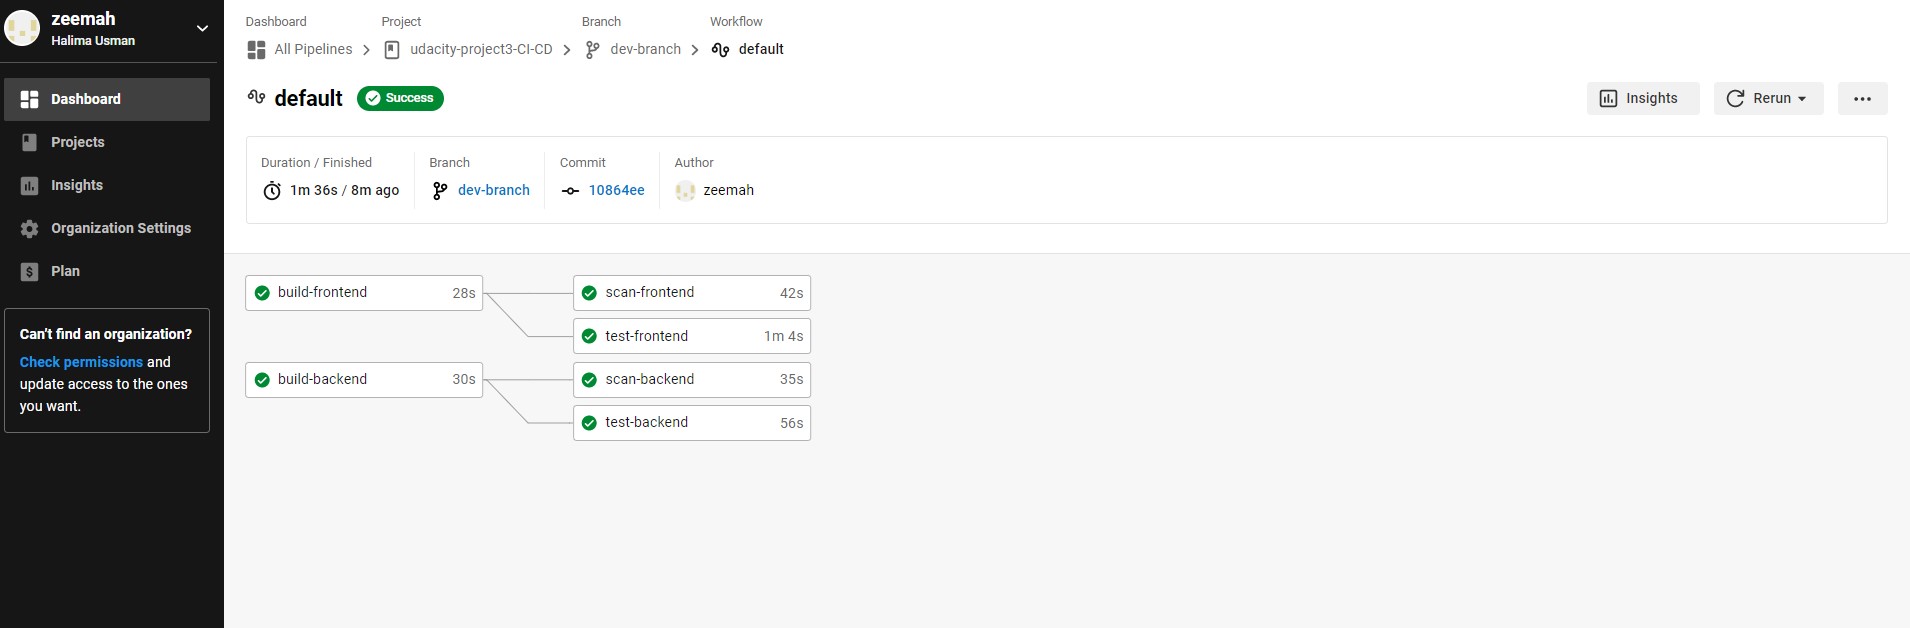 zeemah
Halima Usman
Dashboard
Projects
Insights
Organization Settings
Plan
Can't find an organization?
Check permissions and
update access to the ones
you want.
Dashboard Project Branch Workflow
All Pipelines udacity-project3-CI-CD dev-branch default
default Success
Insights Rerun
Duration / Finished Branch Commit Author
1m 36s / 8m ago dev-branch 10864ee zeemah
build-frontend 28s scan-frontend 42s
test-frontend 1m 4s
build-backend 30s scan-backend 35s
test-backend 56s